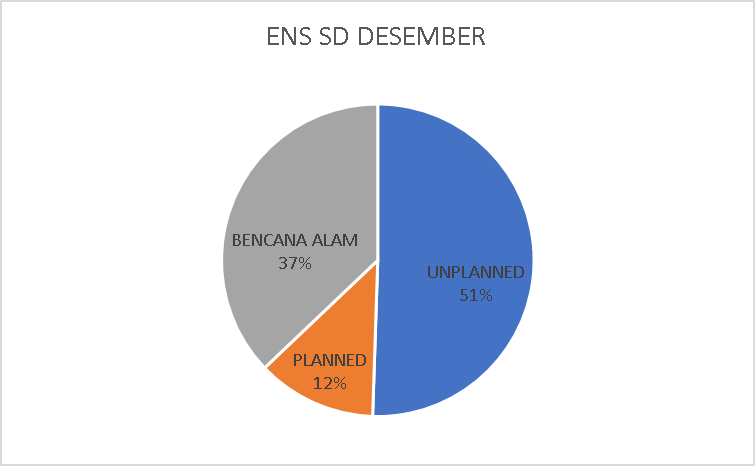 ENS SD DESEMBER
BENCANA ALAM
37%
UNPLANNED
51%
PLANNED
12%